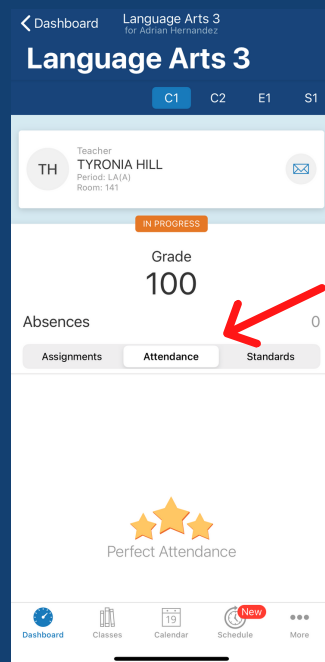 Dashboard
Language Arts 3
for Adrian Hernandez
Language Arts 3
C1 C2 E1 S1
TH
Teacher
TYRONIA HILL
Period: LA(A)
Room: 141
IN PROGRESS
Grade
100
Absences 0
Assignments Attendance Standards
Perfect Attendance
19
New
Dashboard Classes Calendar Schedule More